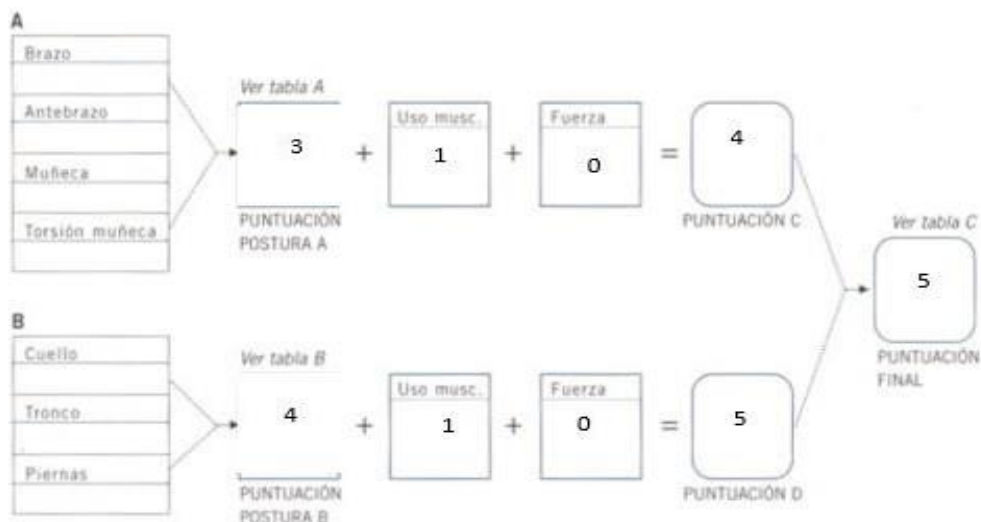 A
Brazo
Antebrazo
Muñeca
Torsión muñeca
Ver tabla A
3
PUNTUACIÓN
POSTURA A
+
Uso musc.
1
+
Fuerza
0
=
4
PUNTUACIÓN C
B
Cuello
Tronco
Piernas
Ver tabla B
4
PUNTUACIÓN
POSTURA B
+
Uso musc.
1
+
Fuerza
0
=
5
PUNTUACIÓN D
Ver tabla C
5
PUNTUACIÓN
FINAL